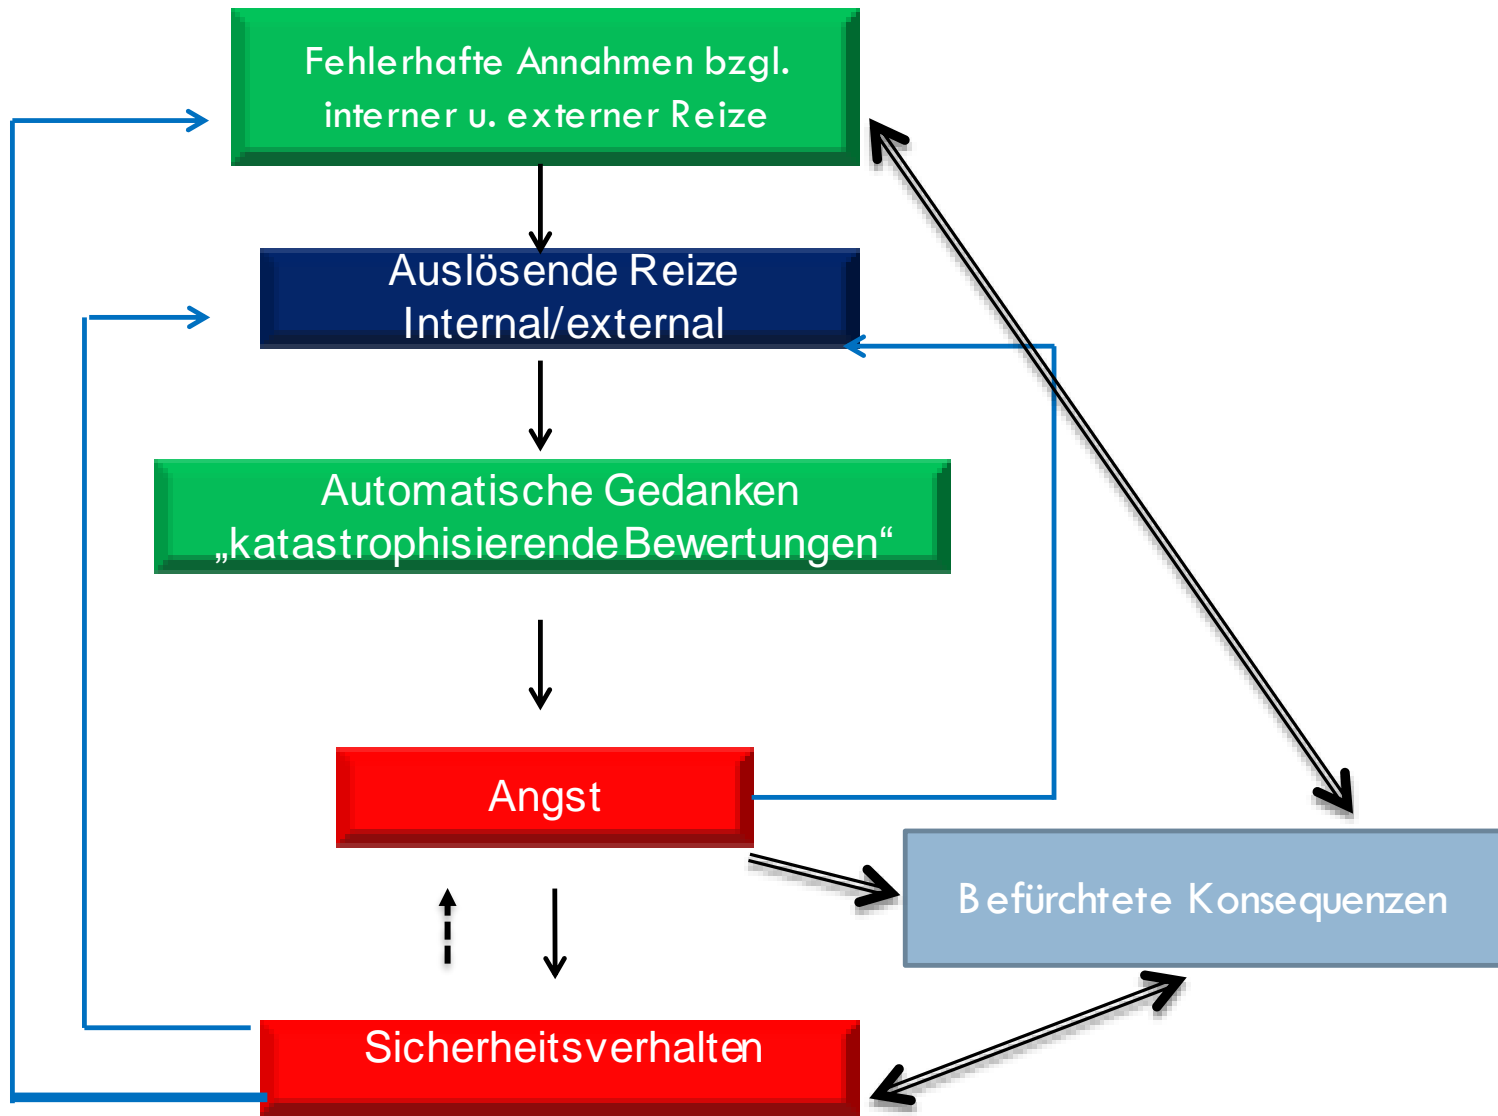 Fehlerhafte Annahmen bzgl.
interner u. externer Reize
Auslösende Reize
Internal/external
Automatische Gedanken
„katastrophisierende Bewertungen“
Angst
Befürchtete Konsequenzen
Sicherheitsverhalten